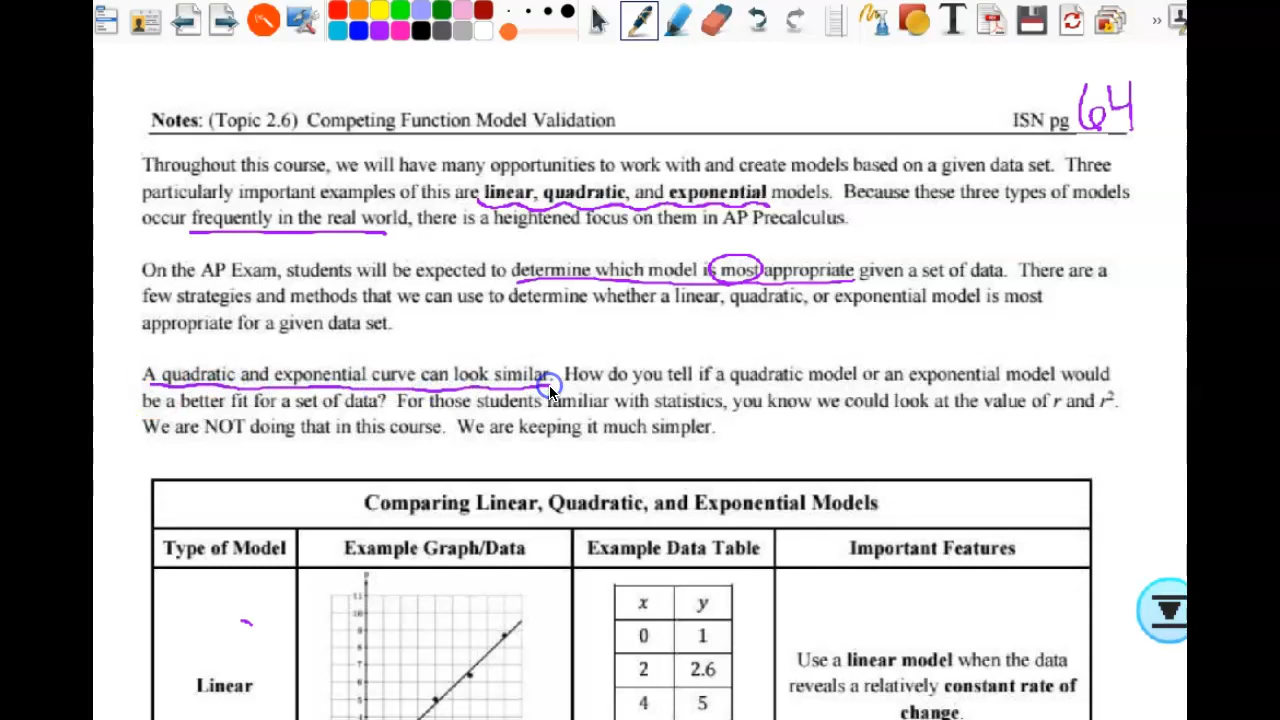 Notes: (Topic 2.6) Competing Function Model Validation ISN pg 64
Throughout this course, we will have many opportunities to work with and create models based on a given data set. Three
particularly important examples of this are linear, quadratic, and exponential models. Because these three types of models
occur frequently in the real world, there is a heightened focus on them in AP Precalculus.
On the AP Exam, students will be expected to determine which model is most appropriate given a set of data. There are a
few strategies and methods that we can use to determine whether a linear, quadratic, or exponential model is most
appropriate for a given data set.
A quadratic and exponential curve can look similar. How do you tell if a quadratic model or an exponential model would
be a better fit for a set of data? For those students familiar with statistics, you know we could look at the value of r and r².
We are NOT doing that in this course. We are keeping it much simpler.
Comparing Linear, Quadratic, and Exponential Models
Type of Model Example Graph/Data Example Data Table Important Features
Linear
11
10
9
8
7
6
5
x y
0 1
2 2.6
4 5
Use a linear model when the data
reveals a relatively constant rate of
change.